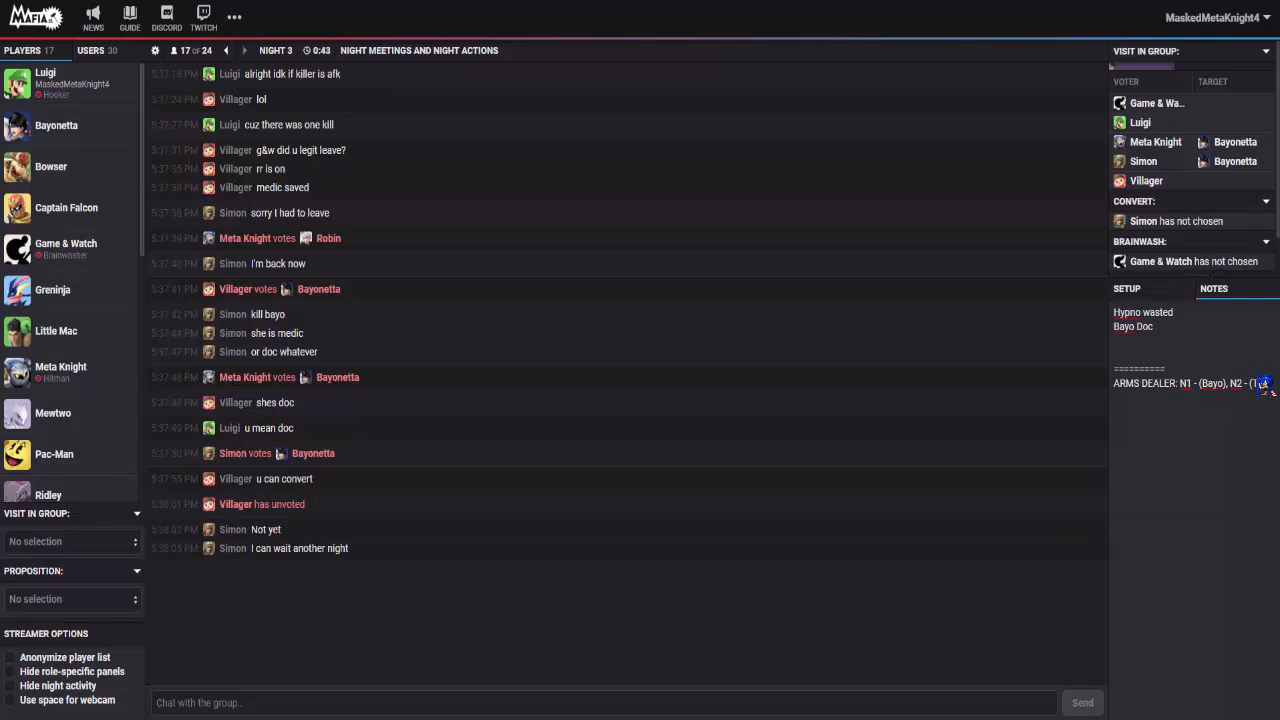 MAFIA
NEWS
GUIDE
DISCORD
TWITCH
MaskedMetaKnight4
PLAYERS 17
USERS 30
17 OF 24
NIGHT 3
0:43
NIGHT MEETINGS AND NIGHT ACTIONS
Luigi
MaskedMetaKnight4
Hooker
Bayonetta
Bowser
Captain Falcon
Game & Watch
Brainwasher
Greninja
Little Mac
Meta Knight
Hitman
Mewtwo
Pac-Man
Ridley
VISIT IN GROUP:
No selection
PROPOSITION:
No selection
STREAMER OPTIONS
Anonymize player list
Hide role-specific panels
Hide night activity
Use space for webcam
5:37:18 PM Luigi alright idk if killer is afk
5:37:24 PM Villager lol
5:37:27 PM Luigi cuz there was one kill
5:37:31 PM Villager g&w did u legit leave?
5:37:35 PM Villager rr is on
5:37:38 PM Villager medic saved
5:37:38 PM Simon sorry I had to leave
5:37:39 PM Meta Knight votes Robin
5:37:40 PM Simon I'm back now
5:37:41 PM Villager votes Bayonetta
5:37:42 PM Simon kill bayo
5:37:44 PM Simon she is medic
5:37:47 PM Simon or doc whatever
5:37:48 PM Meta Knight votes Bayonetta
5:37:48 PM Villager shes doc
5:37:49 PM Luigi u mean doc
5:37:50 PM Simon votes Bayonetta
5:37:55 PM Villager u can convert
5:38:01 PM Villager has unvoted
5:38:02 PM Simon Not yet
5:38:05 PM Simon I can wait another night
Chat with the group...
Send
VISIT IN GROUP:
VOTER TARGET
Game & Wa..
Luigi
Meta Knight Bayonetta
Simon Bayonetta
Villager
CONVERT:
Simon has not chosen
BRAINWASH:
Game & Watch has not chosen
SETUP
NOTES
Hypno wasted
Bayo Doc
==========
ARMS DEALER: N1 - (Bayo), N2 -